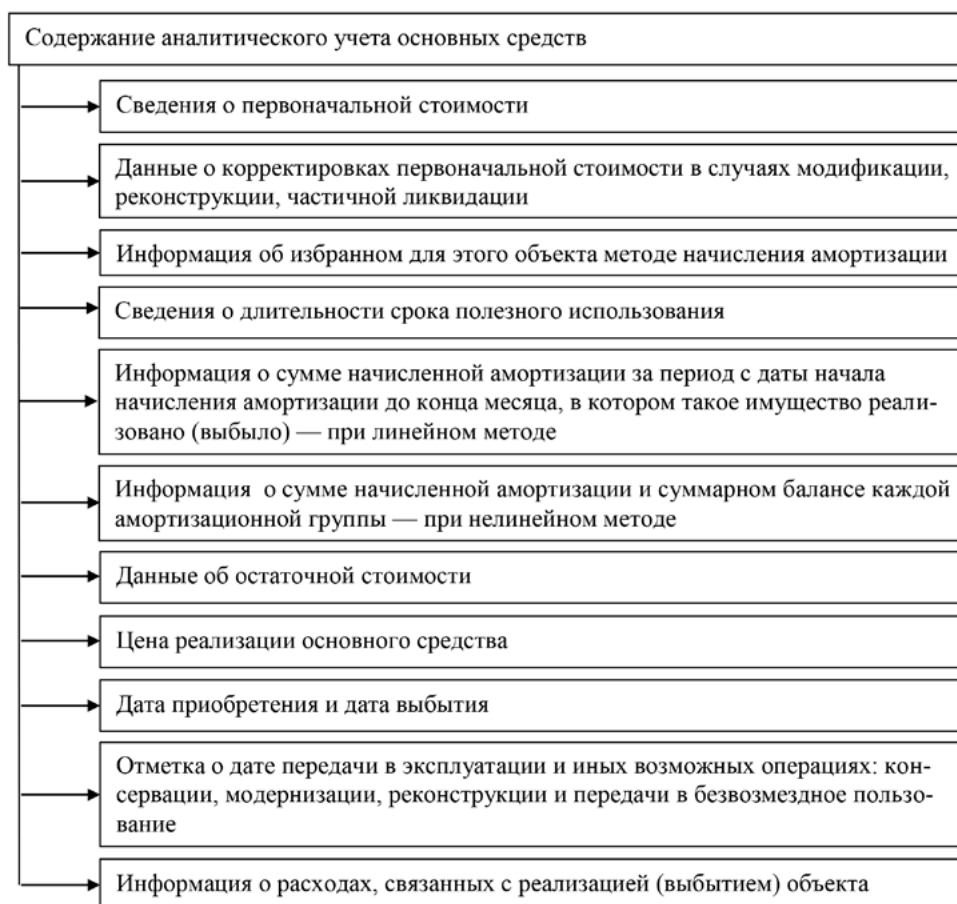 Содержание аналитического учета основных средств
Сведения о первоначальной стоимости
Данные о корректировках первоначальной стоимости в случаях модификации,
реконструкции, частичной ликвидации
Информация об избранном для этого объекта методе начисления амортизации
Сведения о длительности срока полезного использования
Информация о сумме начисленной амортизации за период с даты начала
начисления амортизации до конца месяца, в котором такое имущество реали-
зовано (выбыло) — при линейном методе
Информация о сумме начисленной амортизации и суммарном балансе каждой
амортизационной группы — при нелинейном методе
Данные об остаточной стоимости
Цена реализации основного средства
Дата приобретения и дата выбытия
Отметка о дате передачи в эксплуатации и иных возможных операциях: кон-
сервации, модернизации, реконструкции и передачи в безвозмездное пользо-
вание
Информация о расходах, связанных с реализацией (выбытием) объекта